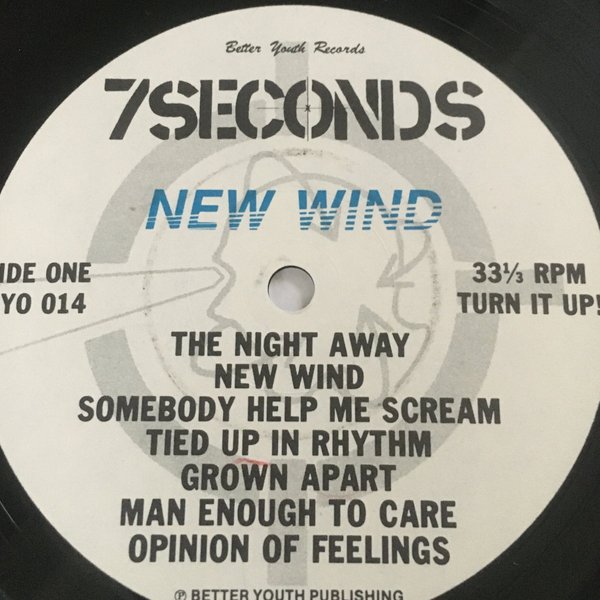 Better Youth Records
7SECONDS
NEW WIND
IDE ONE
YO 014
33⅓ RPM
TURN IT UP!
THE NIGHT AWAY
NEW WIND
SOMEBODY HELP ME SCREAM
TIED UP IN RHYTHM
GROWN APART
MAN ENOUGH TO CARE
OPINION OF FEELINGS
℗ BETTER YOUTH PUBLISHING